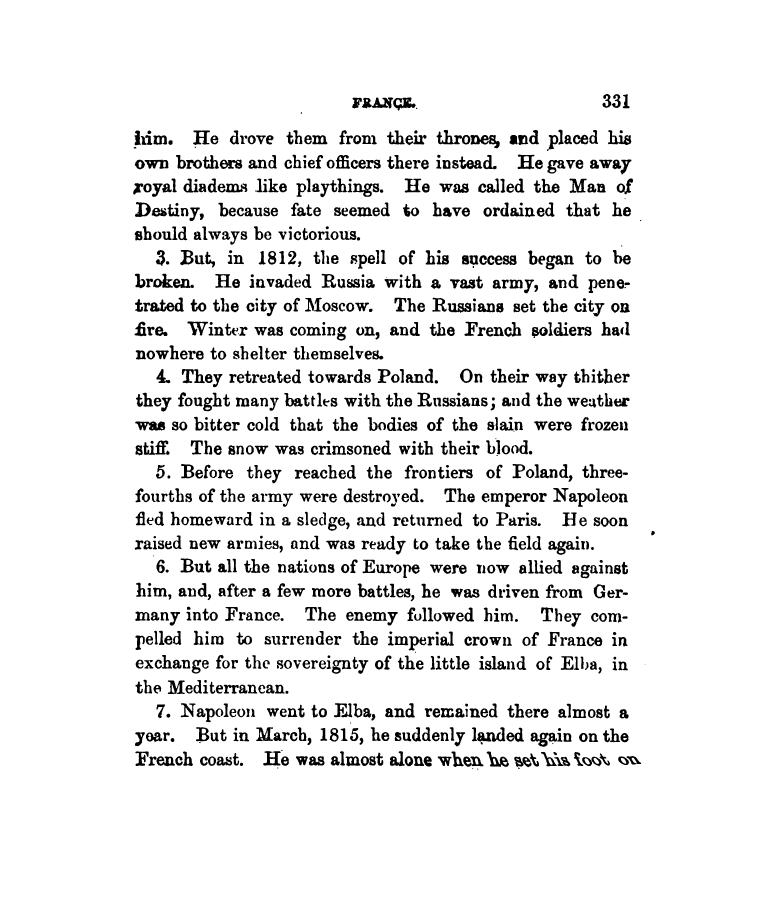 FRANCE. 331
him. He drove them from their thrones, and placed his
own brothers and chief officers there instead. He gave away
royal diadems like playthings. He was called the Man of
Destiny, because fate seemed to have ordained that he
should always be victorious.
3. But, in 1812, the spell of his success began to be
broken. He invaded Russia with a vast army, and pene-
trated to the city of Moscow. The Russians set the city on
fire. Winter was coming on, and the French soldiers had
nowhere to shelter themselves.
4. They retreated towards Poland. On their way thither
they fought many battles with the Russians; and the weather
was so bitter cold that the bodies of the slain were frozen
stiff. The snow was crimsoned with their blood.
5. Before they reached the frontiers of Poland, three-
fourths of the army were destroyed. The emperor Napoleon
fled homeward in a sledge, and returned to Paris. He soon
raised new armies, and was ready to take the field again.
6. But all the nations of Europe were now allied against
him, and, after a few more battles, he was driven from Ger-
many into France. The enemy followed him. They com-
pelled him to surrender the imperial crown of France in
exchange for the sovereignty of the little island of Elba, in
the Mediterranean.
7. Napoleon went to Elba, and remained there almost a
year. But in March, 1815, he suddenly landed again on the
French coast. He was almost alone when he set his foot on